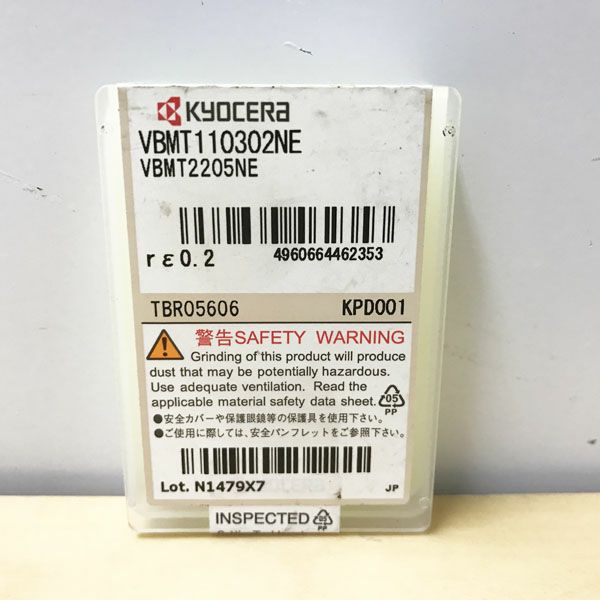 KYOCERA
VBMT110302NE
VBMT2205NE
rε0.2
4960664462353
TBR05606 KPD001
警告SAFETY WARNING
Grinding of this product will produce
dust that may be potentially hazardous.
Use adequate ventilation. Read the
applicable material safety data sheet.
05
PP
●安全カバーや保護眼鏡等の保護具を使用下さい。
●ご使用に際しては、安全パンフレットをご参照下さい。
Lot. N1479X7 JP
KYOCERA
INSPECTED